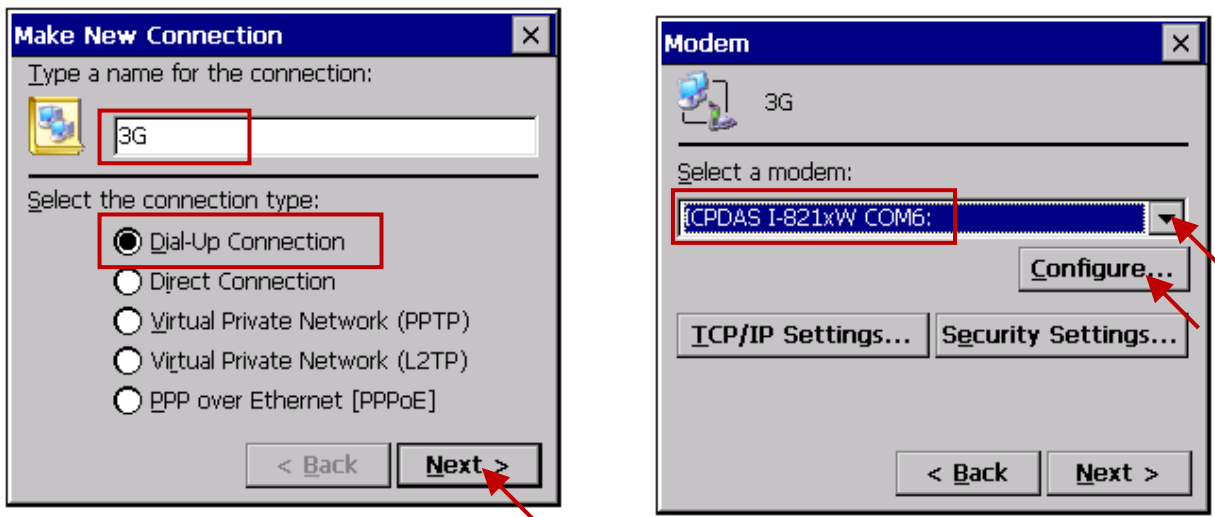 Make New Connection
Type a name for the connection:
3G
Select the connection type:
Dial-Up Connection
Direct Connection
Virtual Private Network (PPTP)
Virtual Private Network (L2TP)
PPP over Ethernet [PPPoE]
< Back Next >
Modem
3G
Select a modem:
ICPDAS I-821xW COM6:
Configure...
TCP/IP Settings... Security Settings...
< Back Next >